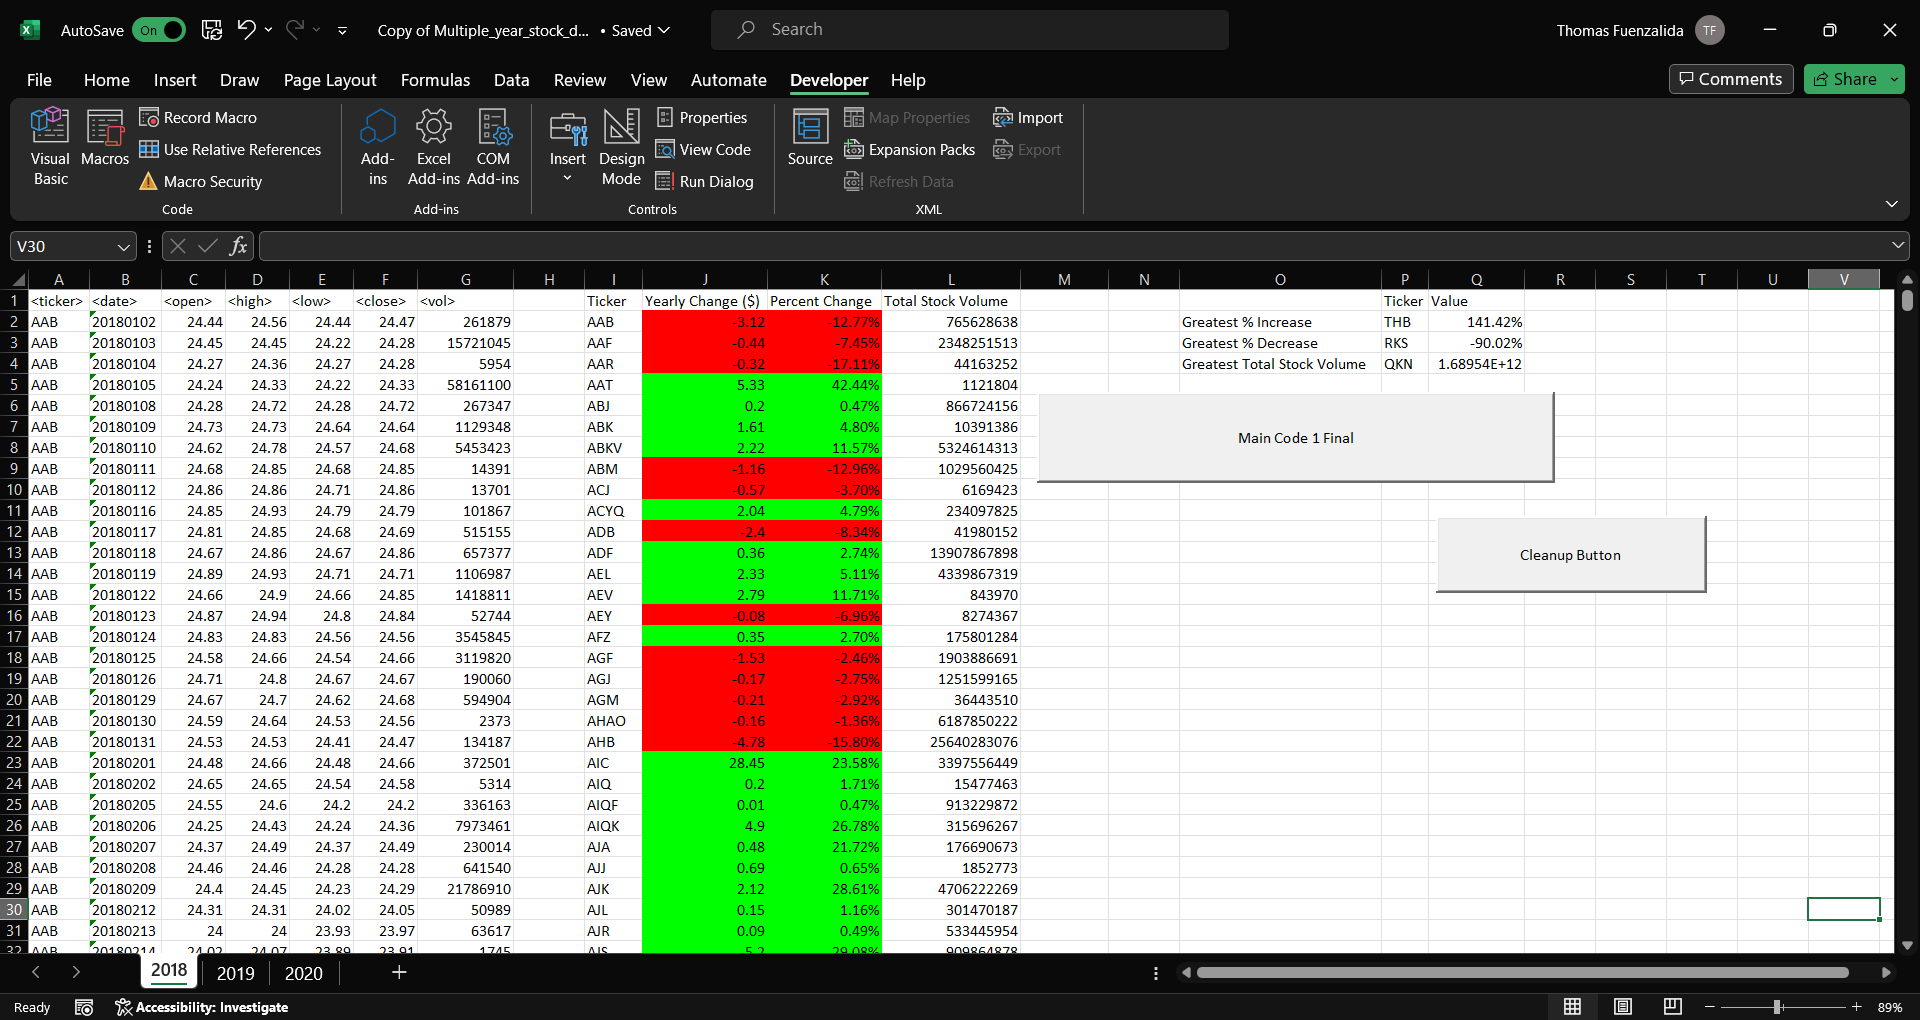 AutoSave On Copy of Multiple_year_stock_d... • Saved Search Thomas Fuenzalida TF
File Home Insert Draw Page Layout Formulas Data Review View Automate Developer Help Comments Share
Visual Basic Macros Record Macro Use Relative References Macro Security Code
Add-ins Excel Add-ins COM Add-ins Add-ins
Insert Design Mode Properties View Code Run Dialog Controls
Source Map Properties Expansion Packs Refresh Data Import Export XML
V30 fx
A B C D E F G H I J K L M N O P Q R S T U V
1 <ticker> <date> <open> <high> <low> <close> <vol> Ticker Yearly Change ($) Percent Change Total Stock Volume Ticker Value
2 AAB 20180102 24.44 24.56 24.44 24.47 261879 AAB -3.12 -12.77% 765628638 Greatest % Increase THB 141.42%
3 AAB 20180103 24.45 24.45 24.22 24.28 15721045 AAF -0.44 -7.45% 2348251513 Greatest % Decrease RKS -90.02%
4 AAB 20180104 24.27 24.36 24.27 24.28 5954 AAR -0.32 -17.11% 44163252 Greatest Total Stock Volume QKN 1.68954E+12
5 AAB 20180105 24.24 24.33 24.22 24.33 58161100 AAT 5.33 42.44% 1121804
6 AAB 20180108 24.28 24.72 24.28 24.72 267347 ABJ 0.2 0.47% 866724156
7 AAB 20180109 24.73 24.73 24.64 24.64 1129348 ABK 1.61 4.80% 10391386
Main Code 1 Final
8 AAB 20180110 24.62 24.78 24.57 24.68 5453423 ABKV 2.22 11.57% 5324614313
9 AAB 20180111 24.68 24.85 24.68 24.85 14391 ABM -1.16 -12.96% 1029560425
10 AAB 20180112 24.86 24.86 24.71 24.86 13701 ACJ -0.57 -3.70% 6169423
11 AAB 20180116 24.85 24.93 24.79 24.79 101867 ACYQ 2.04 4.79% 234097825
12 AAB 20180117 24.81 24.85 24.68 24.69 515155 ADB -2.4 -8.34% 41980152
13 AAB 20180118 24.67 24.86 24.67 24.86 657377 ADF 0.36 2.74% 13907867898
Cleanup Button
14 AAB 20180119 24.89 24.93 24.71 24.71 1106987 AEL 2.33 5.11% 4339867319
15 AAB 20180122 24.66 24.9 24.66 24.85 1418811 AEV 2.79 11.71% 843970
16 AAB 20180123 24.87 24.94 24.8 24.84 52744 AEY -0.08 -6.96% 8274367
17 AAB 20180124 24.83 24.83 24.56 24.56 3545845 AFZ 0.35 2.70% 175801284
18 AAB 20180125 24.58 24.66 24.54 24.66 3119820 AGF -1.53 -2.46% 1903886691
19 AAB 20180126 24.71 24.8 24.67 24.67 190060 AGJ -0.17 -2.75% 1251599165
20 AAB 20180129 24.67 24.7 24.62 24.68 594904 AGM -0.21 -2.92% 36443510
21 AAB 20180130 24.59 24.64 24.53 24.56 2373 AHAO -0.16 -1.36% 6187850222
22 AAB 20180131 24.53 24.53 24.41 24.47 134187 AHB -4.78 -15.80% 25640283076
23 AAB 20180201 24.48 24.66 24.48 24.66 372501 AIC 28.45 23.58% 3397556449
24 AAB 20180202 24.65 24.65 24.54 24.58 5314 AIQ 0.2 1.71% 15477463
25 AAB 20180205 24.55 24.6 24.2 24.2 336163 AIQF 0.01 0.47% 913229872
26 AAB 20180206 24.25 24.43 24.24 24.36 7973461 AIQK 4.9 26.78% 315696267
27 AAB 20180207 24.37 24.49 24.37 24.49 230014 AJA 0.48 21.72% 176690673
28 AAB 20180208 24.46 24.46 24.28 24.28 641540 AJJ 0.69 0.65% 1852773
29 AAB 20180209 24.4 24.45 24.23 24.29 21786910 AJK 2.12 28.61% 4706222269
30 AAB 20180212 24.31 24.31 24.02 24.05 50989 AJL 0.15 1.16% 301470187
31 AAB 20180213 24 24 23.93 23.97 63617 AJR 0.09 0.49% 533445954
32 AAB 20180214 24.02 24.07 23.89 23.91 1745 AJS 5.2 29.08% 909864878
2018 2019 2020
Ready Accessibility: Investigate 89%